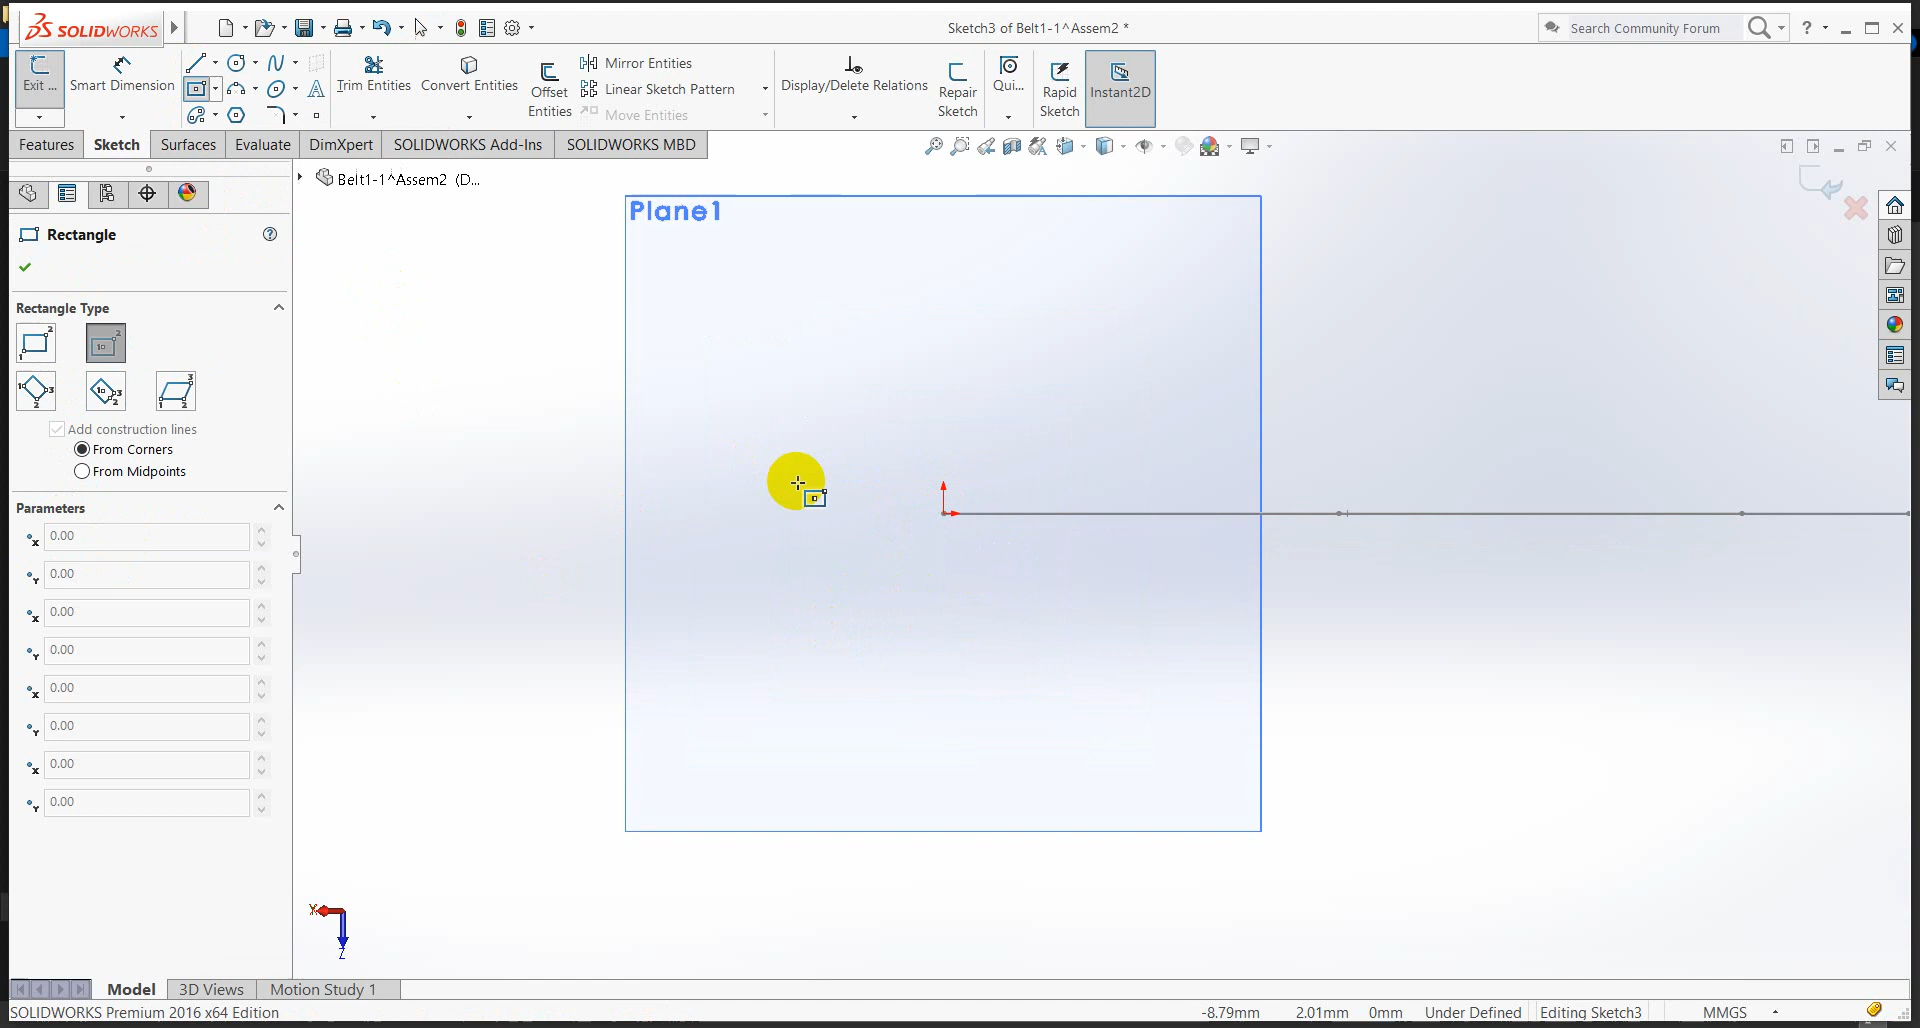 SOLIDWORKS
Sketch3 of Belt1-1^Assem2 *
Search Community Forum
?
Exit ...
Smart Dimension
Trim Entities
Convert Entities
Offset
Entities
Mirror Entities
Linear Sketch Pattern
Move Entities
Display/Delete Relations
Repair
Sketch
Qui...
Rapid
Sketch
Instant2D
Features
Sketch
Surfaces
Evaluate
DimXpert
SOLIDWORKS Add-Ins
SOLIDWORKS MBD
Belt1-1^Assem2 (D...
Plane1
Rectangle
?
Rectangle Type
Add construction lines
From Corners
From Midpoints
Parameters
x 0.00
Y 0.00
x 0.00
Y 0.00
x 0.00
Y 0.00
x 0.00
Y 0.00
X
Z
Model
3D Views
Motion Study 1
SOLIDWORKS Premium 2016 x64 Edition
-8.79mm
2.01mm
0mm
Under Defined
Editing Sketch3
MMGS